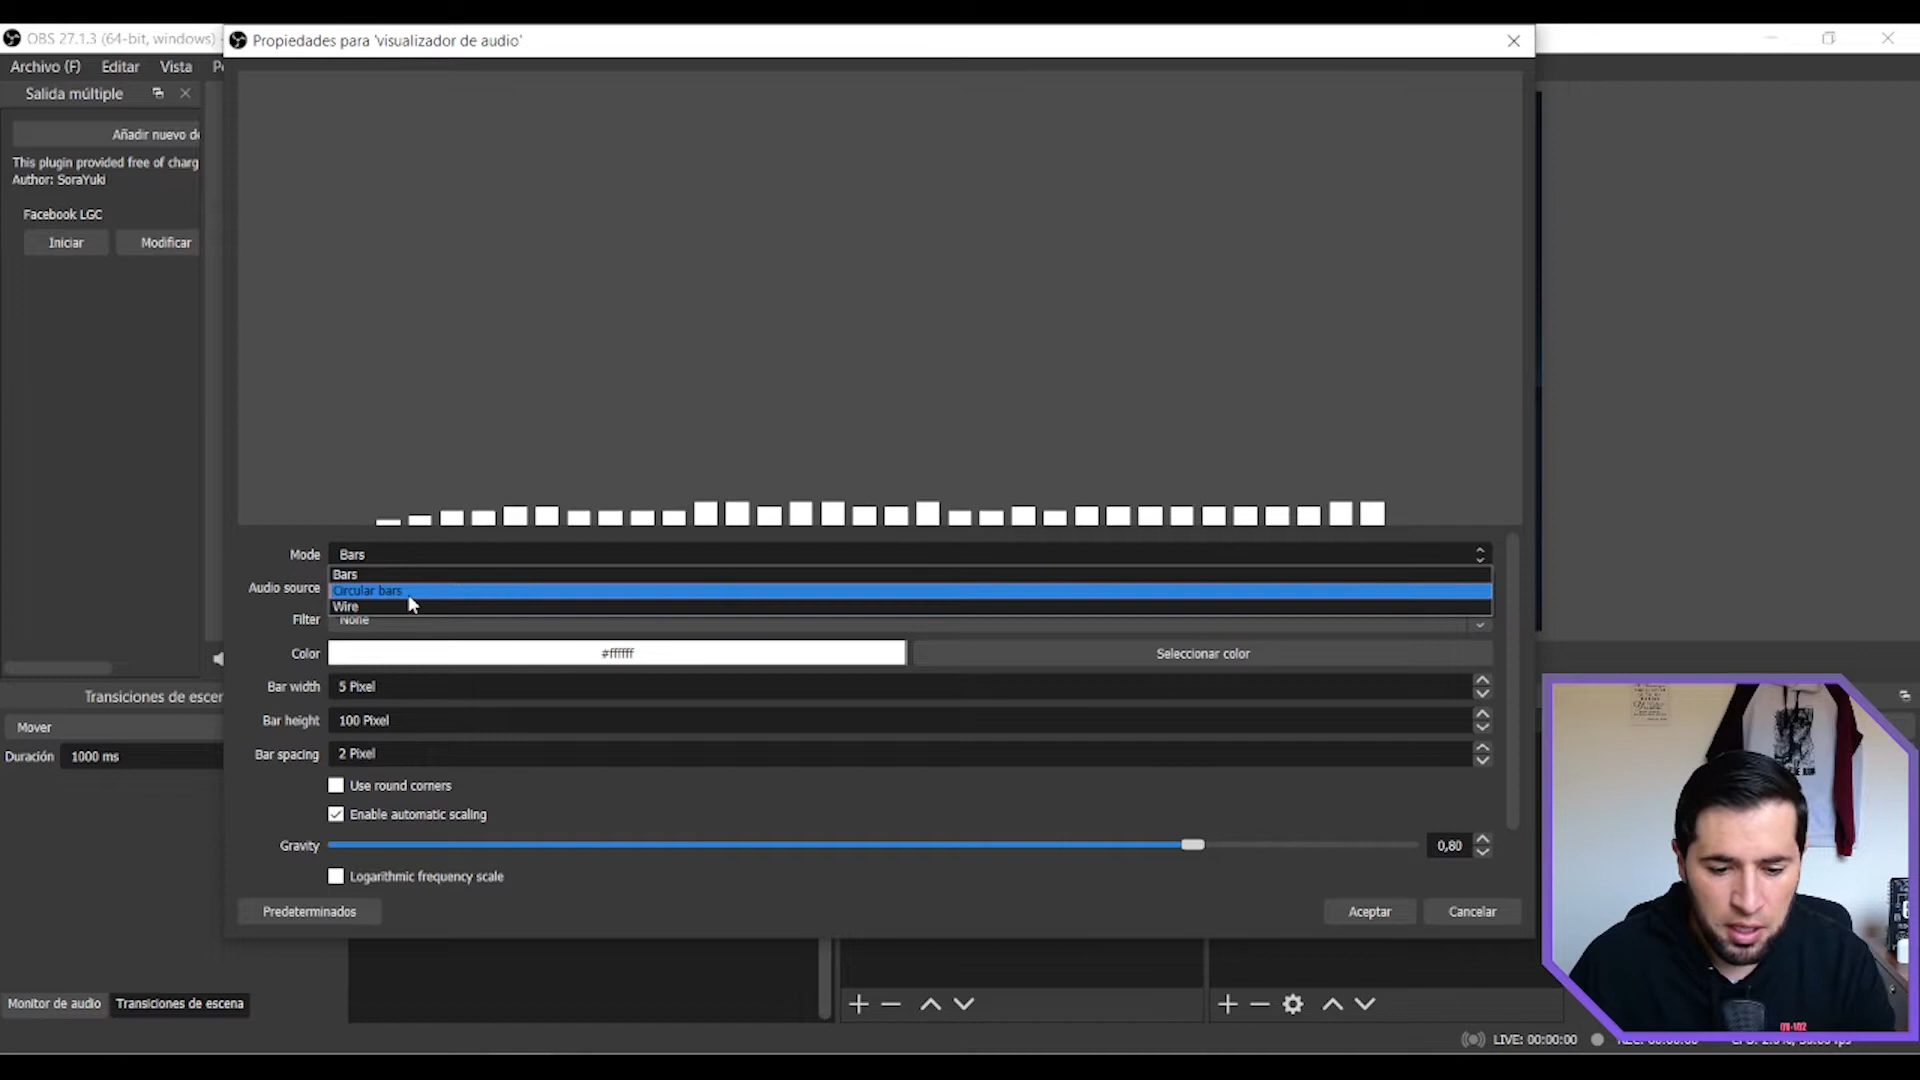 OBS 27.1.3 (64-bit, windows)
Propiedades para 'visualizador de audio'
Archivo (F) Editar Vista
Salida múltiple
Añadir nuevo de
This plugin provided free of charg
Author: SoraYuki
Facebook LGC
Iniciar Modificar
Mode Bars
Bars
Audio source Circular bars
Wire
Filter None
Color #ffffff Seleccionar color
Bar width 5 Pixel
Bar height 100 Pixel
Bar spacing 2 Pixel
Use round corners
Enable automatic scaling
Gravity 0,80
Logarithmic frequency scale
Predeterminados Aceptar Cancelar
Transiciones de escen
Mover
Duración 1000 ms
Monitor de audio Transiciones de escena
LIVE: 00:00:00